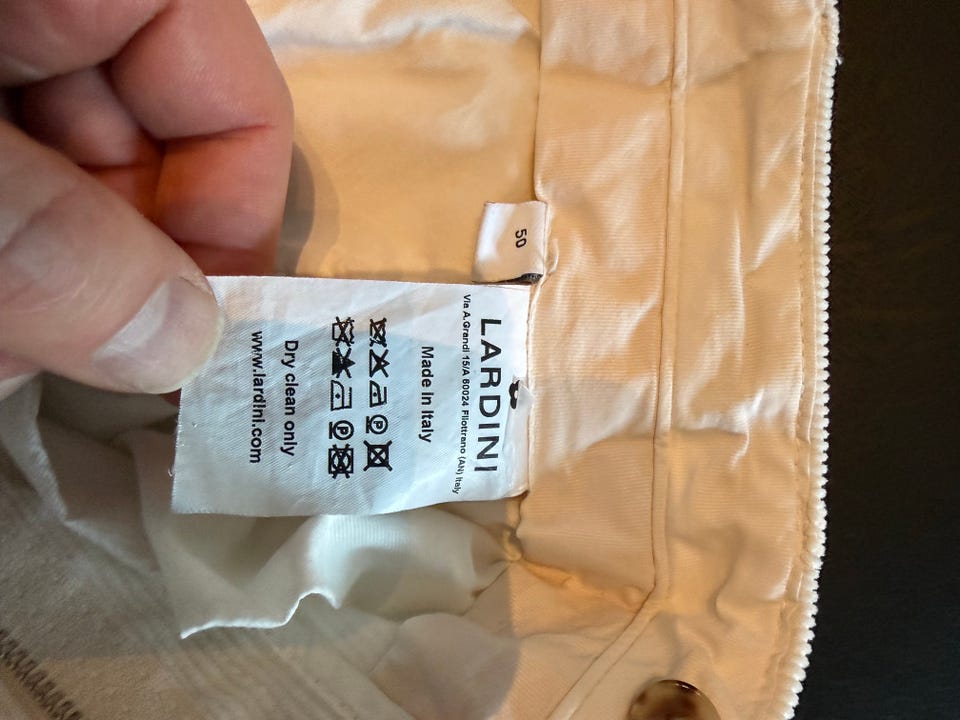 50
LARDINI
Via A.Grandi 15/A 60024 Filottrano (AN) Italy
Made in Italy
P
P
Dry clean only
www.lardini.com